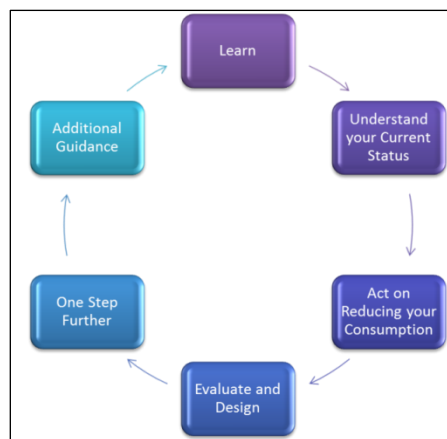 Learn
Understand
your Current
Status
Act on
Reducing your
Consumption
Evaluate and
Design
One Step
Further
Additional
Guidance